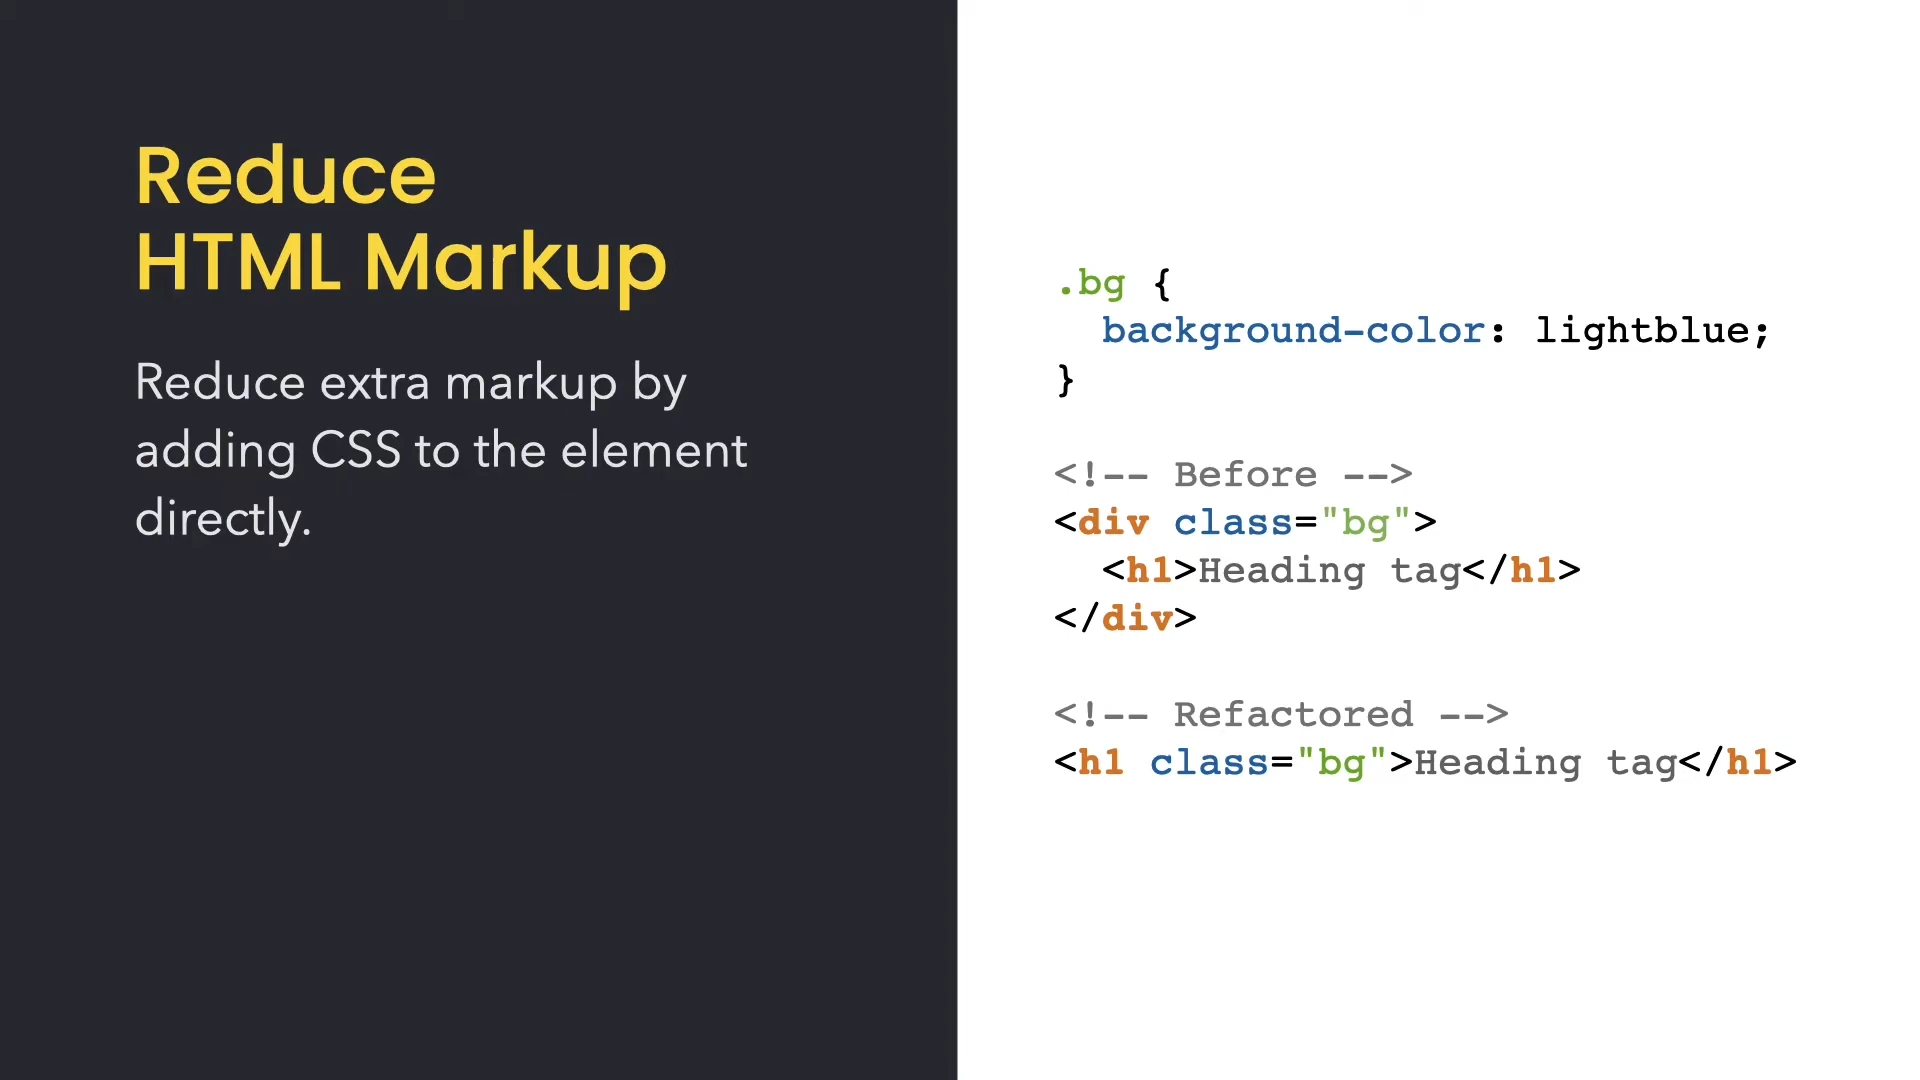 Reduce
HTML Markup
Reduce extra markup by
adding CSS to the element
directly.
.bg {
  background-color: lightblue;
}
<!-- Before -->
<div class="bg">
  <h1>Heading tag</h1>
</div>
<!-- Refactored -->
<h1 class="bg">Heading tag</h1>